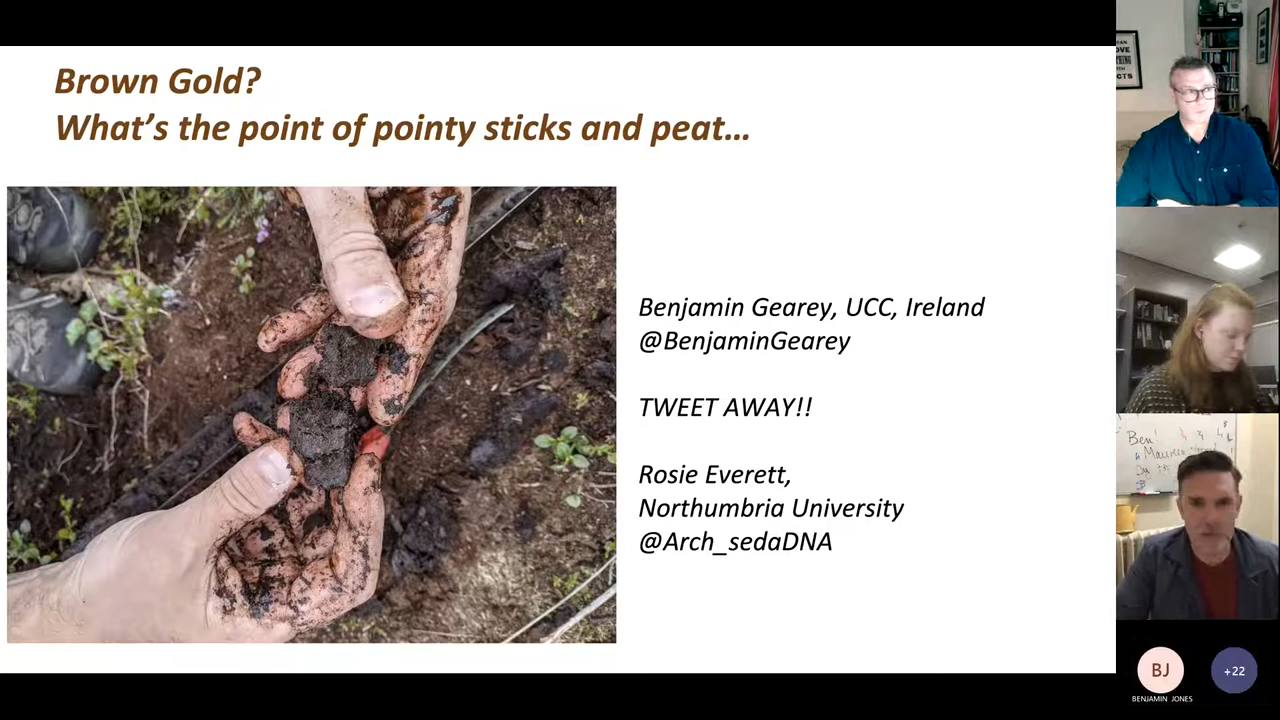 Brown Gold?
What's the point of pointy sticks and peat...
Benjamin Gearey, UCC, Ireland
@BenjaminGearey
TWEET AWAY!!
Rosie Everett,
Northumbria University
@Arch_sedaDNA
Ben
BJ
+22
BENJAMIN JONES